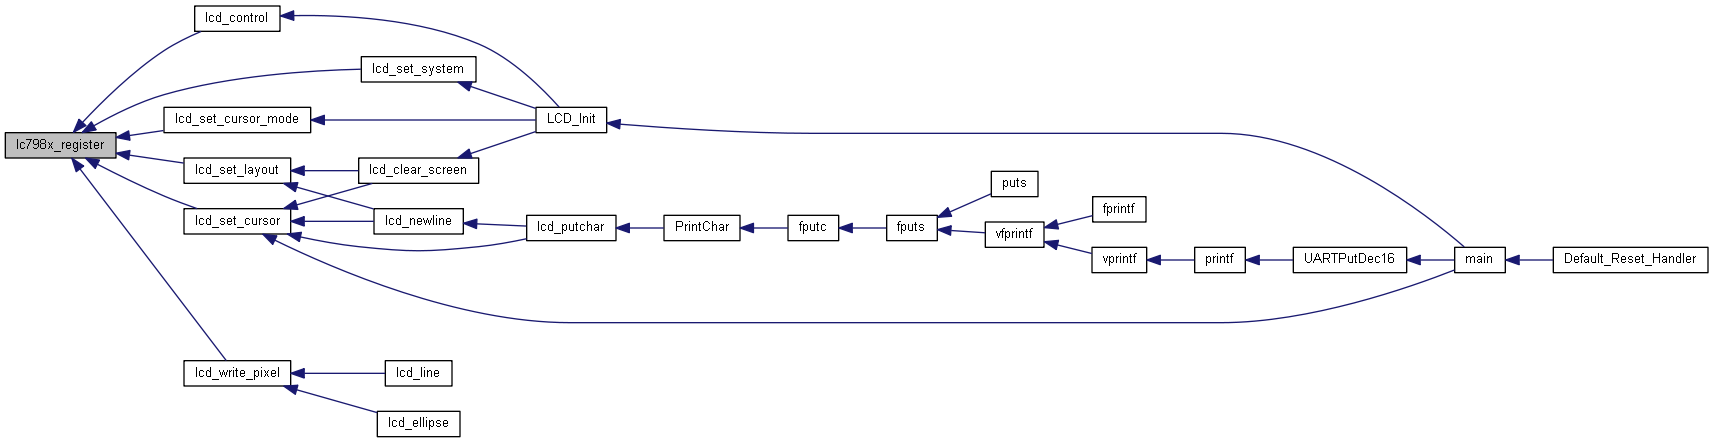 lcd_control
lcd_set_system
lcd_set_cursor_mode
LCD_Init
lc798x_register
lcd_set_layout
lcd_clear_screen
puts
lcd_set_cursor
lcd_newline
fprintf
lcd_putchar
PrintChar
fputc
fputs
vfprintf
vprintf
printf
UARTPutDec16
main
Default_Reset_Handler
lcd_write_pixel
lcd_line
lcd_ellipse